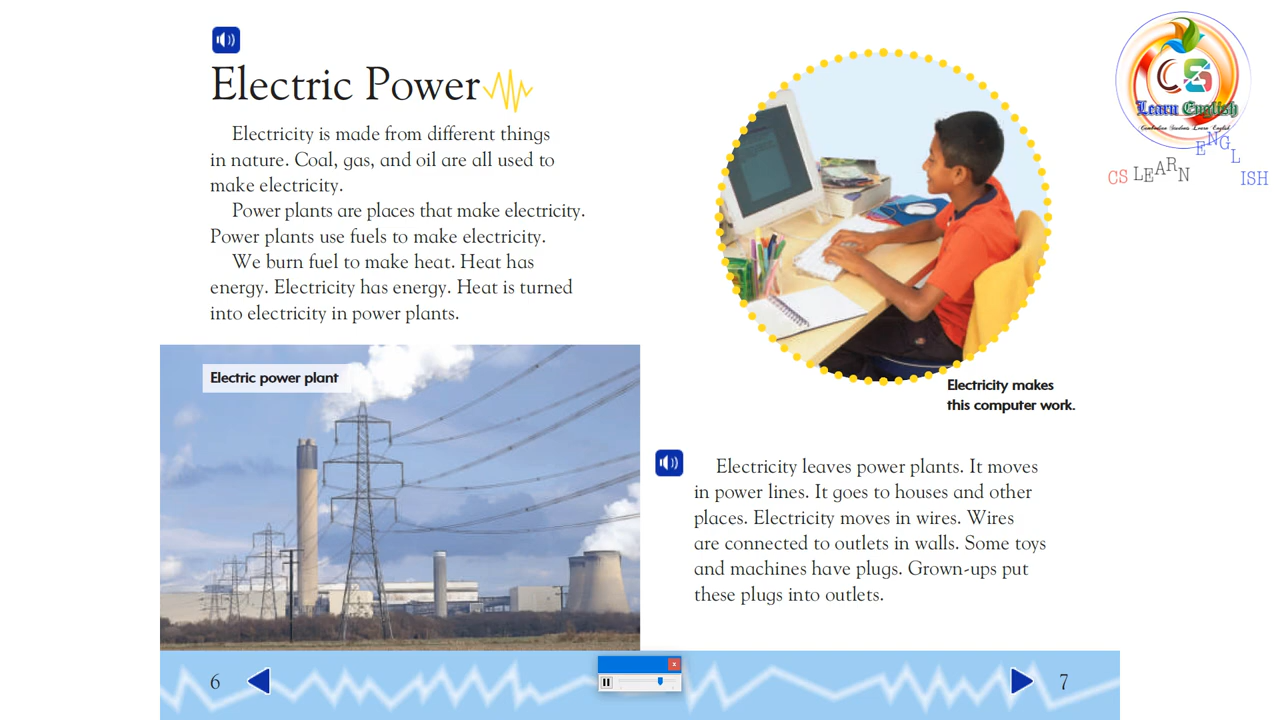 Electric Power
Electricity is made from different things
in nature. Coal, gas, and oil are all used to
make electricity.
Power plants are places that make electricity.
Power plants use fuels to make electricity.
We burn fuel to make heat. Heat has
energy. Electricity has energy. Heat is turned
into electricity in power plants.
Electric power plant
6
Electricity makes
this computer work.
Electricity leaves power plants. It moves
in power lines. It goes to houses and other
places. Electricity moves in wires. Wires
are connected to outlets in walls. Some toys
and machines have plugs. Grown-ups put
these plugs into outlets.
7
CS
Learn English
Cambodian Students Learn English
CS LEARN ENGLISH
x